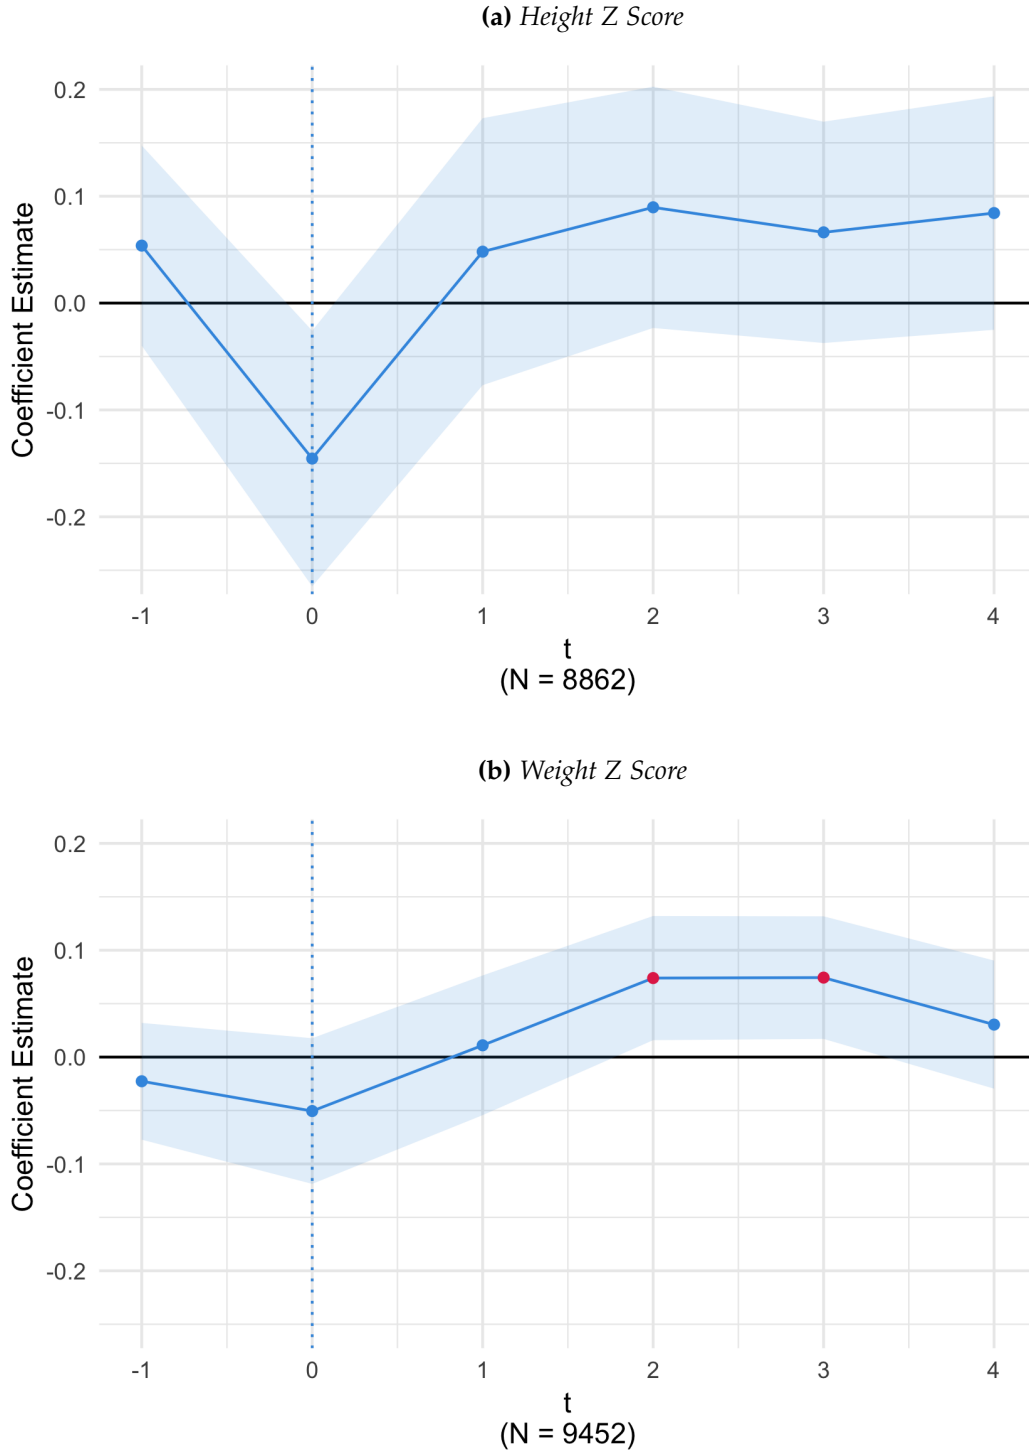 (a) Height Z Score
0.2
0.1
0.0
-0.1
-0.2
Coefficient Estimate
-1 0 1 2 3 4
t
(N = 8862)
(b) Weight Z Score
0.2
0.1
0.0
-0.1
-0.2
Coefficient Estimate
-1 0 1 2 3 4
t
(N = 9452)